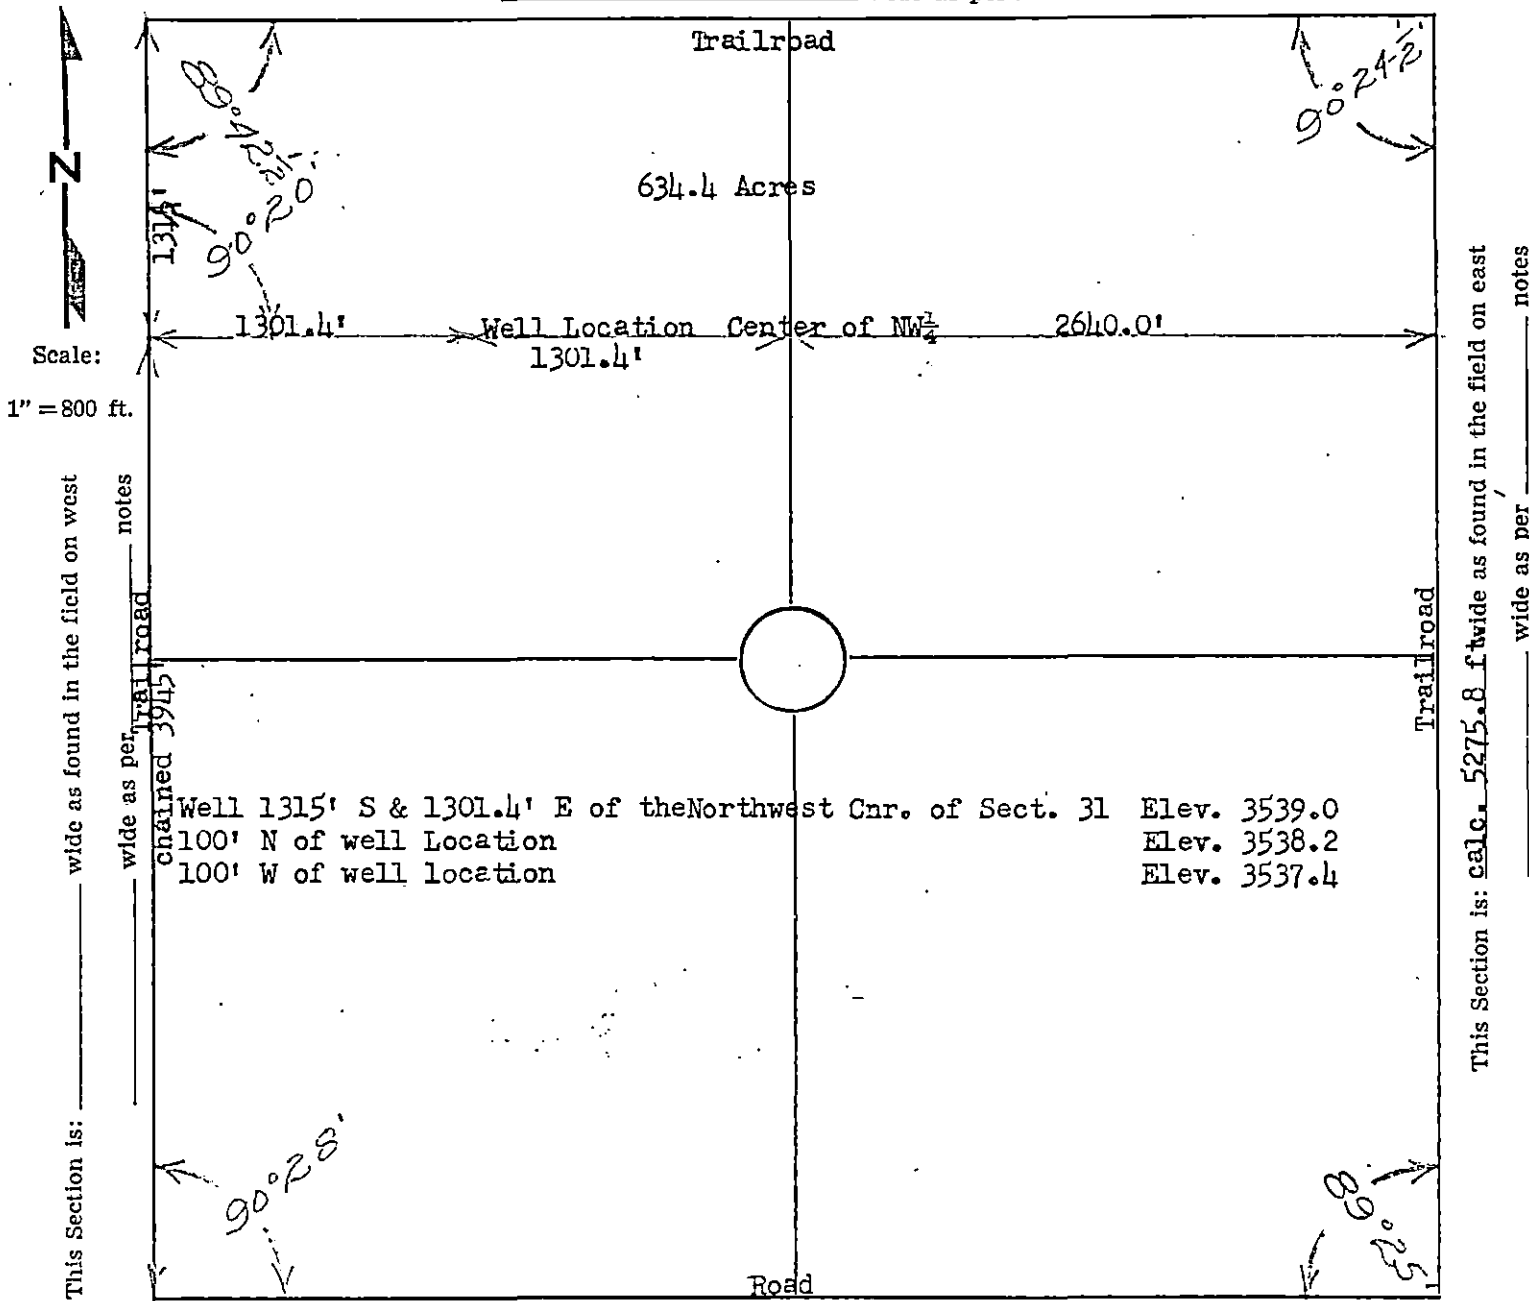 Trailroad
89°42½'
90°24½'
634.4 Acres
N
1315'
90°20'
1301.4' Well Location Center of NW¼ 2640.0'
1301.4'
Scale:
1" = 800 ft.
This Section is: wide as found in the field on west
wide as per notes
Trailroad
chained 3945'
Trailroad
This Section is: calc. 5275.8 ft wide as found in the field on east
wide as per notes
Well 1315' S & 1301.4' E of theNorthwest Cnr. of Sect. 31 Elev. 3539.0
100' N of well Location Elev. 3538.2
100' W of well location Elev. 3537.4
90°28'
89°25'
Road